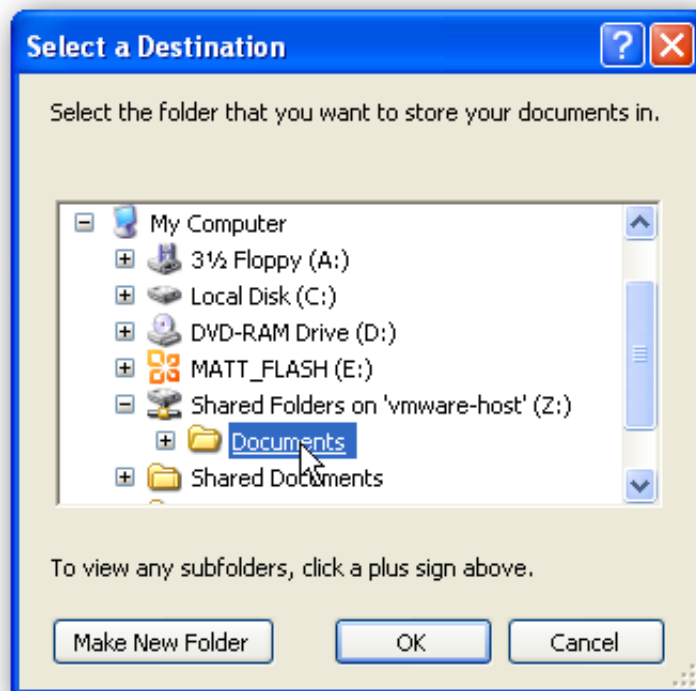 Select a Destination
Select the folder that you want to store your documents in.
My Computer
3½ Floppy (A:)
Local Disk (C:)
DVD-RAM Drive (D:)
MATT_FLASH (E:)
Shared Folders on 'vmware-host' (Z:)
Documents
Shared Documents
To view any subfolders, click a plus sign above.
Make New Folder
OK
Cancel